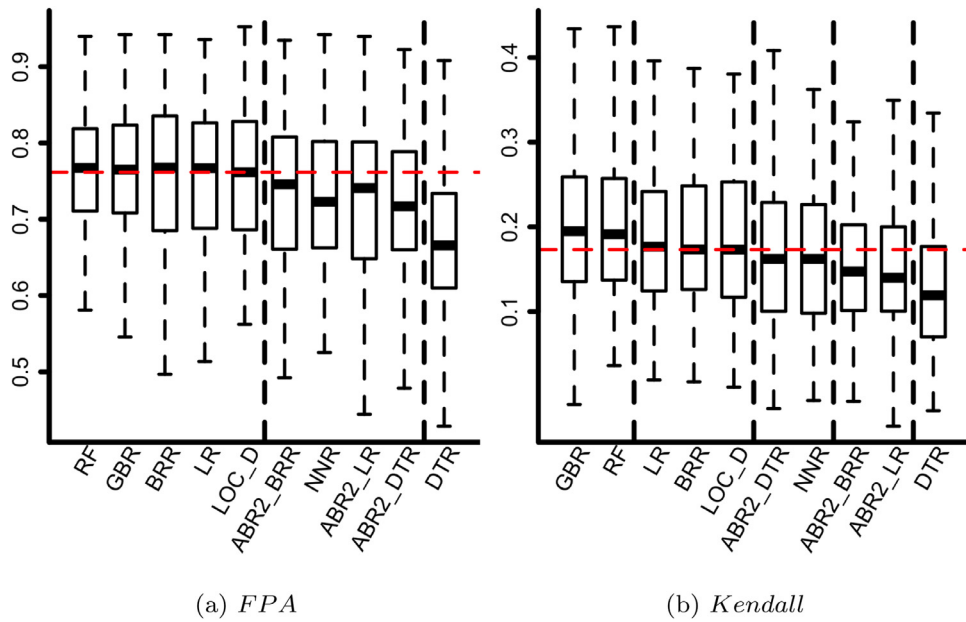 0.5 0.6 0.7 0.8 0.9
RF GBR BRR LR LOC_D ABR2_BRR NNR ABR2_LR ABR2_DTR DTR
(a) FPA
0.1 0.2 0.3 0.4
GBR RF LR BRR LOC_D ABR2_DTR NNR ABR2_BRR ABR2_LR DTR
(b) Kendall